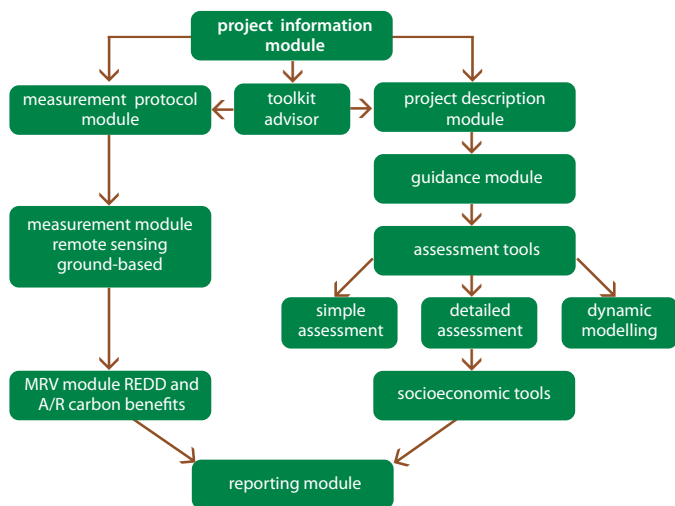 project information
module
measurement protocol
module
toolkit
advisor
project description
module
guidance module
measurement module
remote sensing
ground-based
assessment tools
simple
assessment
detailed
assessment
dynamic
modelling
MRV module REDD and
A/R carbon benefits
socioeconomic tools
reporting module